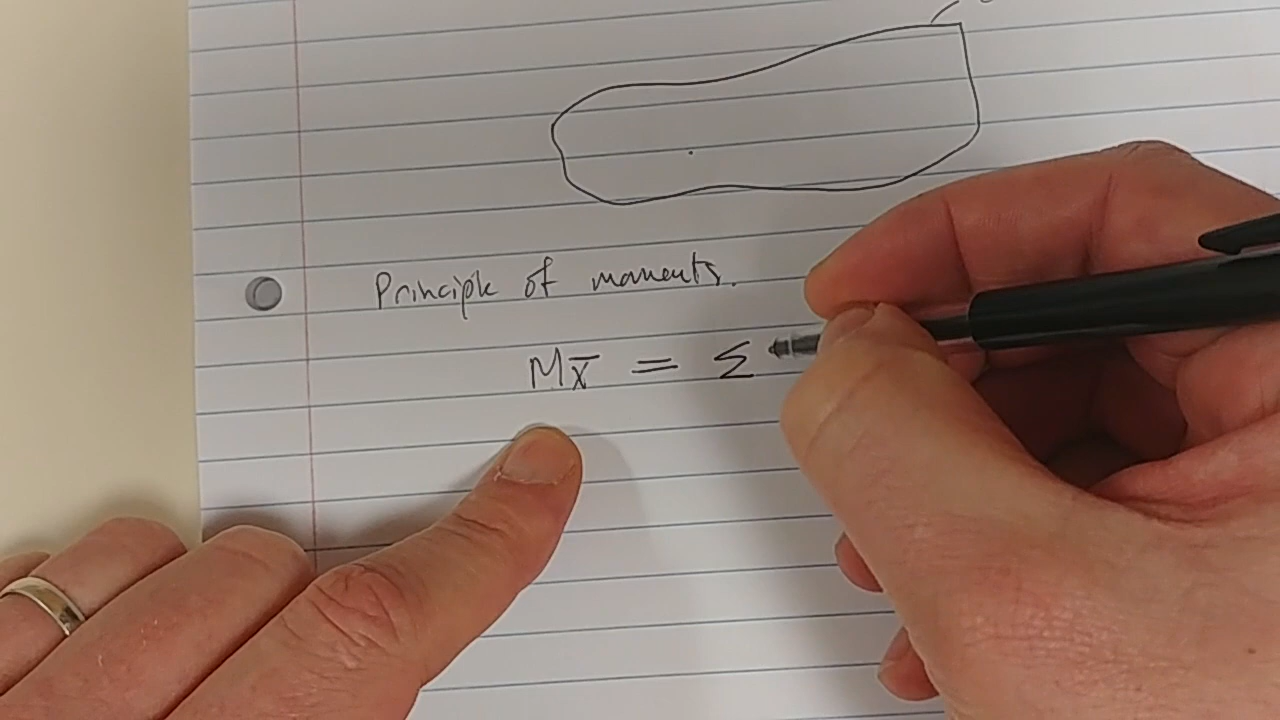 Principle of moments.
Mx̅ = Σ